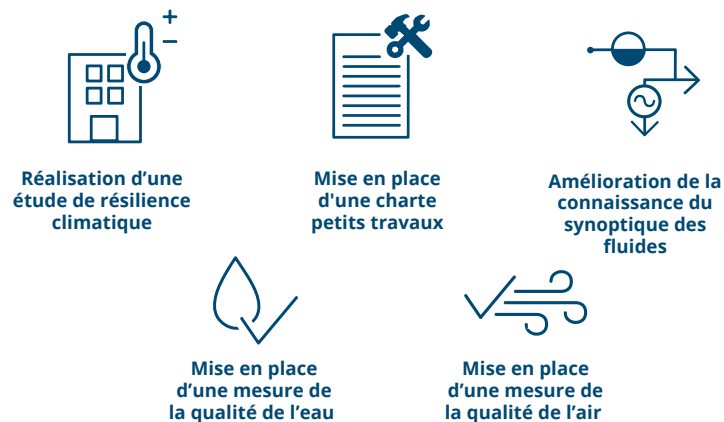 Réalisation d’une
étude de résilience
climatique
Mise en place
d'une charte
petits travaux
Amélioration de la
connaissance du
synoptique des
fluides
Mise en place
d’une mesure de
la qualité de l’eau
Mise en place
d’une mesure de
la qualité de l’air